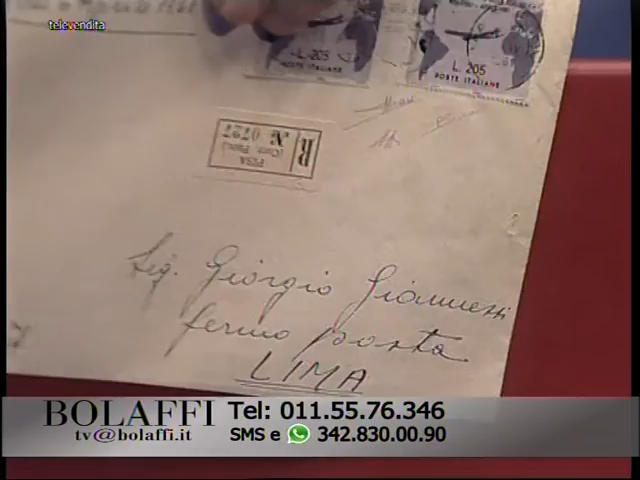 televendita
L. 205
POSTE ITALIANE
L. 205
POSTE ITALIANE
R
N 0727
Sig. Giorgio Giannessi
fermo posta
LIMA
BOLAFFI
tv@bolaffi.it
Tel: 011.55.76.346
SMS e 342.830.00.90